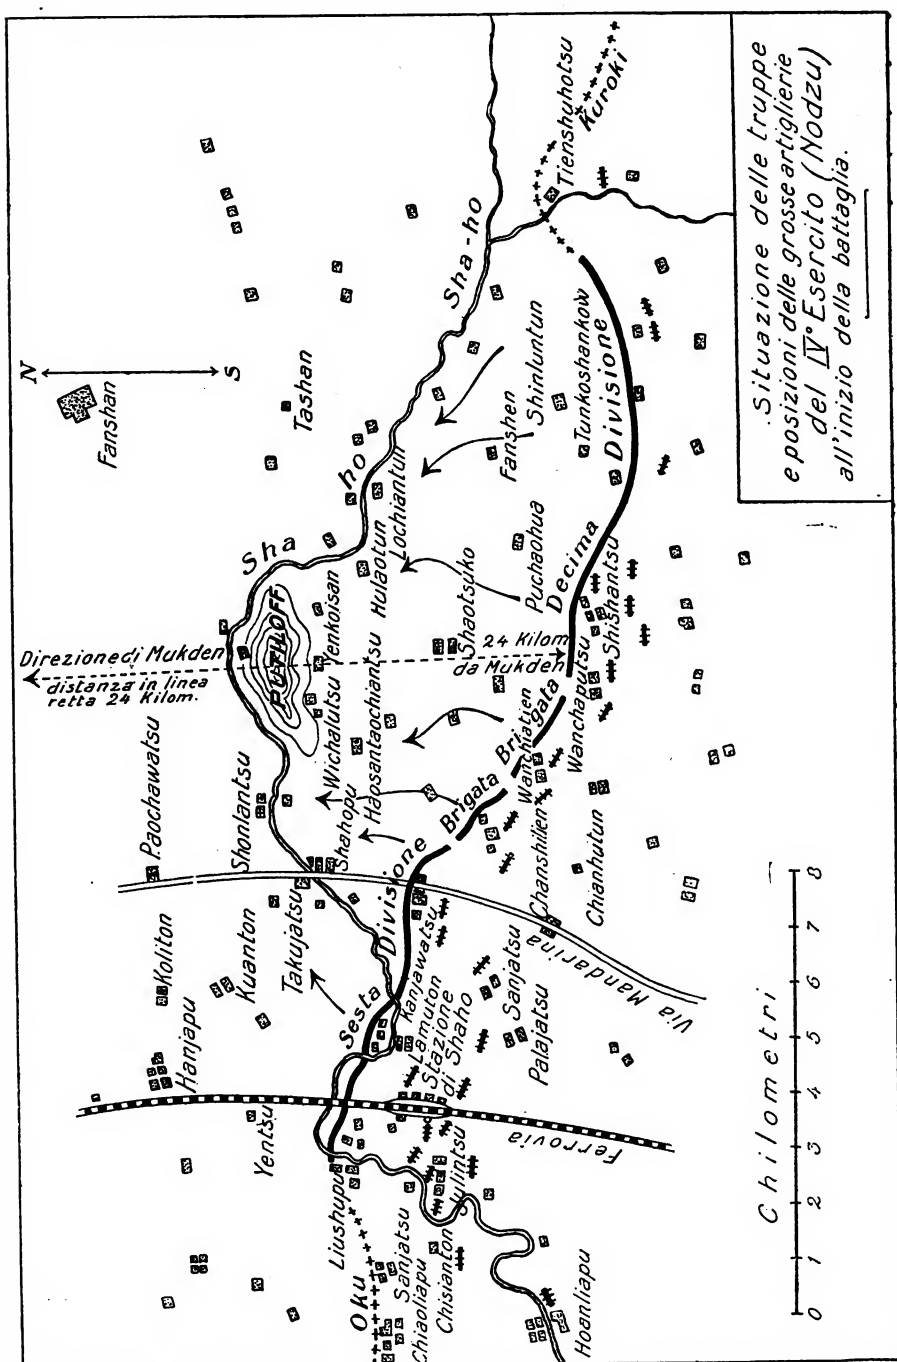 Situazione delle truppe
e posizioni delle grosse artiglierie
del IV° Esercito (Nodzu)
all'inizio della battaglia.
N
S
Fanshan
Tashan
Tienshuhotsu
Kuroki
Sha-ho
Sha ho
Fanshen
Shinluntun
Tunkoshankow
Lochiantun
Hulaotun
Puchaohua
Shaotsuko
Yenkoisan
PUTILOFF
Direzione di Mukden
distanza in linea
retta 24 Kilom.
24 Kilom
da Mukden
Decima Divisione
Shishantsu
Wanchaputsu
Brigata
Brigata
Wanchiatien
Wichalutsu
Haosantaochiantsu
Shahopu
Shonlantsu
Paochawatsu
Chanshilien
Chanhutun
Via Mandarina
Sesta Divisione
Takujatsu
Kuanton
Koliton
Hanjapu
Yentsu
Kanjawatsu
Lamuton
Stazione
di Shaho
Sanjatsu
Palajatsu
Ferrovia
Liushupu
Oku
Sanjatsu
Chiaoliapu
Chisianton
Hoanliapu
Chilometri
0 1 2 3 4 5 6 7 8